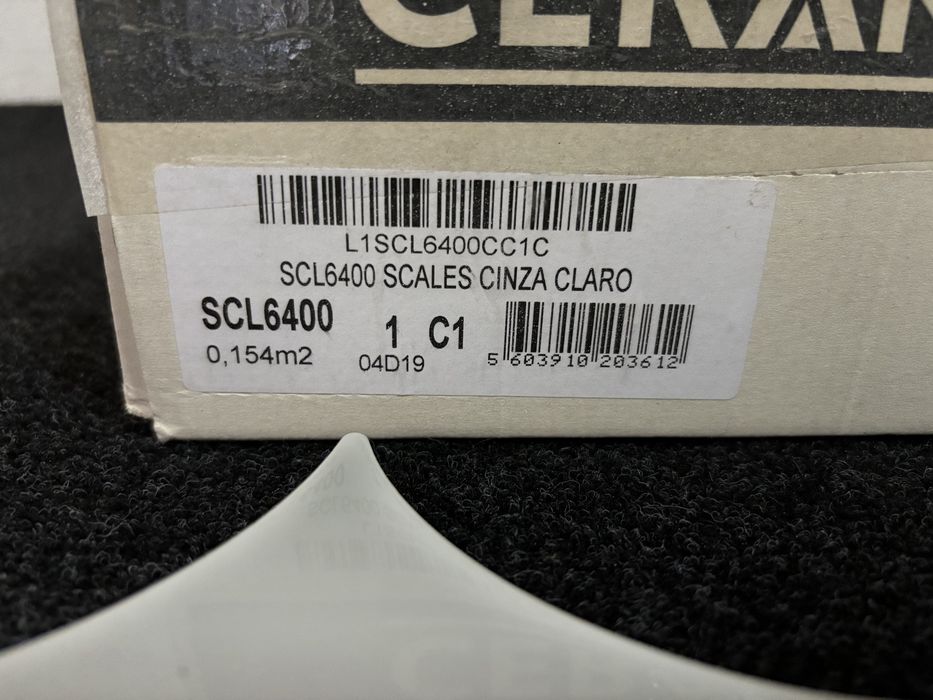 L1SCL6400CC1C
SCL6400 SCALES CINZA CLARO
SCL6400 1 C1
0,154m2 04D19 5 603910 203612